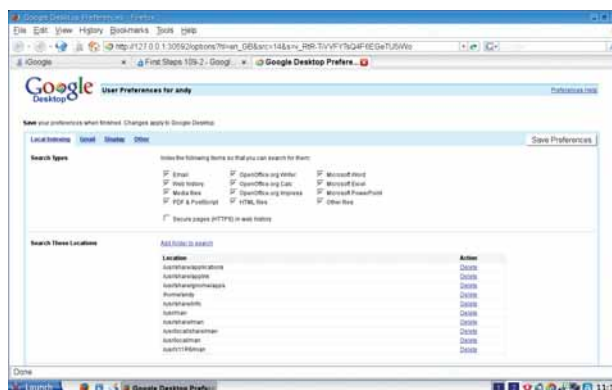 Google Desktop Preferences - Firefox
File Edit View History Bookmarks Tools Help
iGoogle
First Steps 109-2 - Googl...
Google Desktop Prefere...
Google Desktop
User Preferences for andy
Preferences Help
Save your preferences when finished. Changes apply to Google Desktop.
Local Indexing Gmail Display Other
Save Preferences
Search Types
Index the following items so that you can search for them:
Email OpenOffice.org Writer Microsoft Word
Web history OpenOffice.org Calc Microsoft Excel
Media files OpenOffice.org Impress Microsoft PowerPoint
PDF & PostScript HTML files Other files
Secure pages (HTTPS) in web history
Search These Locations
Add folder to search
Location Action
/usr/share/applications Delete
/usr/share/applnk Delete
/usr/share/gnome/apps Delete
/home/andy Delete
/usr/share/info Delete
/usr/man Delete
/usr/share/man Delete
/usr/local/share/man Delete
/usr/local/man Delete
/usr/X11R6/man Delete
Done
Launch
Google Desktop Prefe